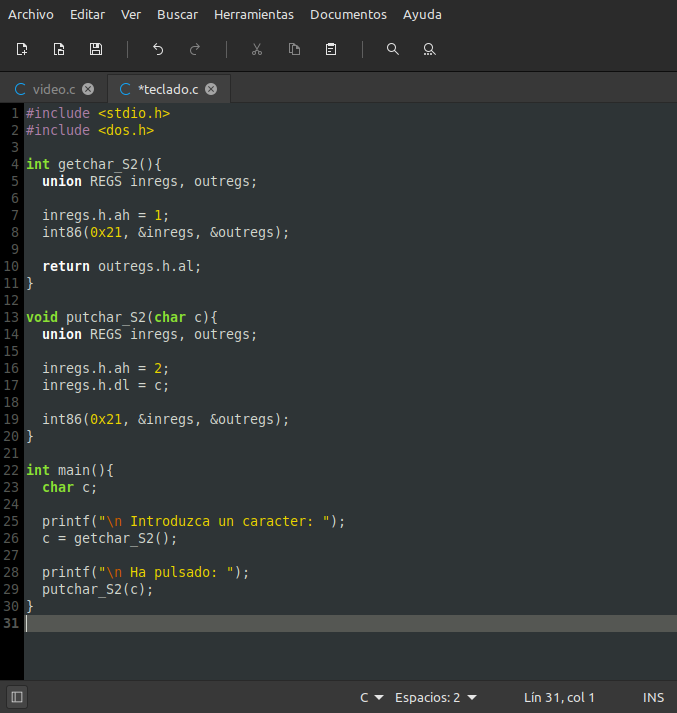 Archivo Editar Ver Buscar Herramientas Documentos Ayuda
video.c *teclado.c
1 #include <stdio.h>
2 #include <dos.h>
3
4 int getchar_S2(){
5   union REGS inregs, outregs;
6
7   inregs.h.ah = 1;
8   int86(0x21, &inregs, &outregs);
9
10   return outregs.h.al;
11 }
12
13 void putchar_S2(char c){
14   union REGS inregs, outregs;
15
16   inregs.h.ah = 2;
17   inregs.h.dl = c;
18
19   int86(0x21, &inregs, &outregs);
20 }
21
22 int main(){
23   char c;
24
25   printf("\n Introduzca un caracter: ");
26   c = getchar_S2();
27
28   printf("\n Ha pulsado: ");
29   putchar_S2(c);
30 }
31
C Espacios: 2 Lín 31, col 1 INS